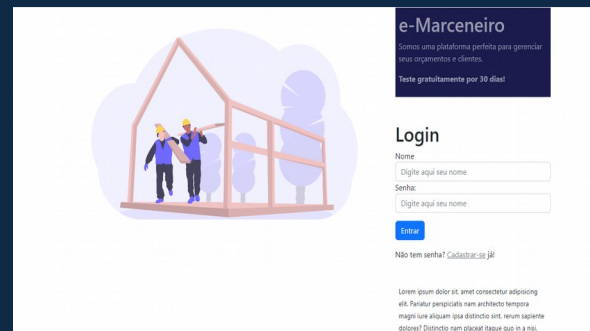 e-Marceneiro
Somos uma plataforma perfeita para gerenciar
seus orçamentos e clientes.
Teste gratuitamente por 30 dias!
Login
Nome
Digite aqui seu nome
Senha:
Digite aqui seu nome
Entrar
Não tem senha? Cadastrar-se já!
Lorem ipsum dolor sit, amet consectetur adipisicing
elit. Pariatur perspiciatis nam architecto tempora
magni iure aliquam ipsa distinctio sint, rerum sapiente
dolores? Distinctio nam placeat itaque quo in a nisi.